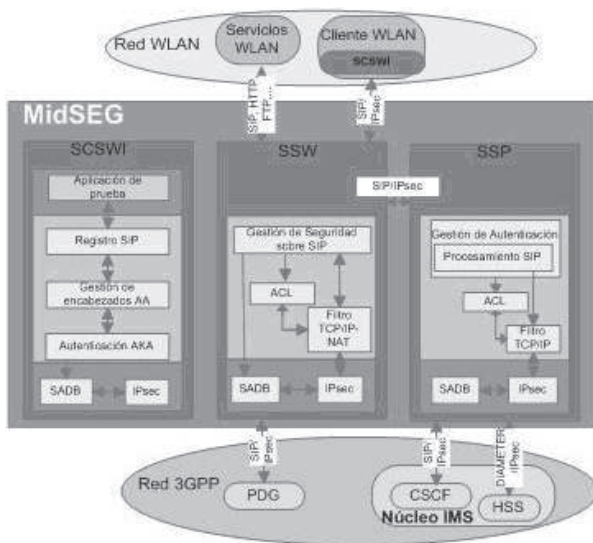 Red WLAN
Servicios
WLAN
Cliente WLAN
SCSWI
SIP, HTTP
FTP,...
SIP/
IPsec
MidSEG
SCSWI
SSW
SSP
Aplicación de
prueba
Registro SIP
Gestión de
encabezados AA
Autenticación AKA
SADB
IPsec
SIP/IPsec
Gestión de Seguridad
sobre SIP
ACL
Filtro
TCP/IP-
NAT
SADB
IPsec
Gestión de Autenticación
Procesamiento SIP
ACL
Filtro
TCP/IP
SADB
IPsec
SIP/
IPsec
SIP/
IPsec
DIAMETER
/IPsec
Red 3GPP
PDG
CSCF
Núcleo IMS
HSS